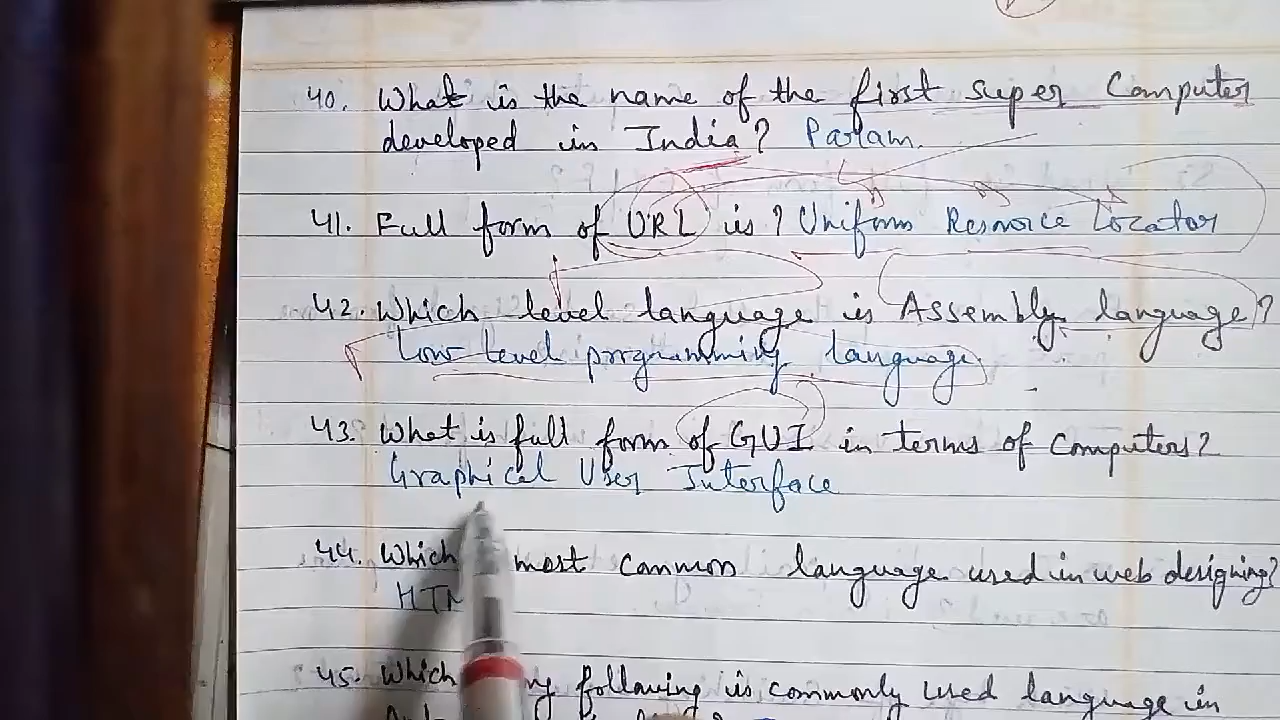 40. What is the name of the first super Computer
developed in India? Param.
41. Full form of URL is? Uniform Resource Locator
42. Which level language is Assembly language?
Low level programming language.
43. What is full form of GUI in terms of Computers?
Graphical User Interface
44. Which most common language used in web designing?
45. Which following is commonly used language in